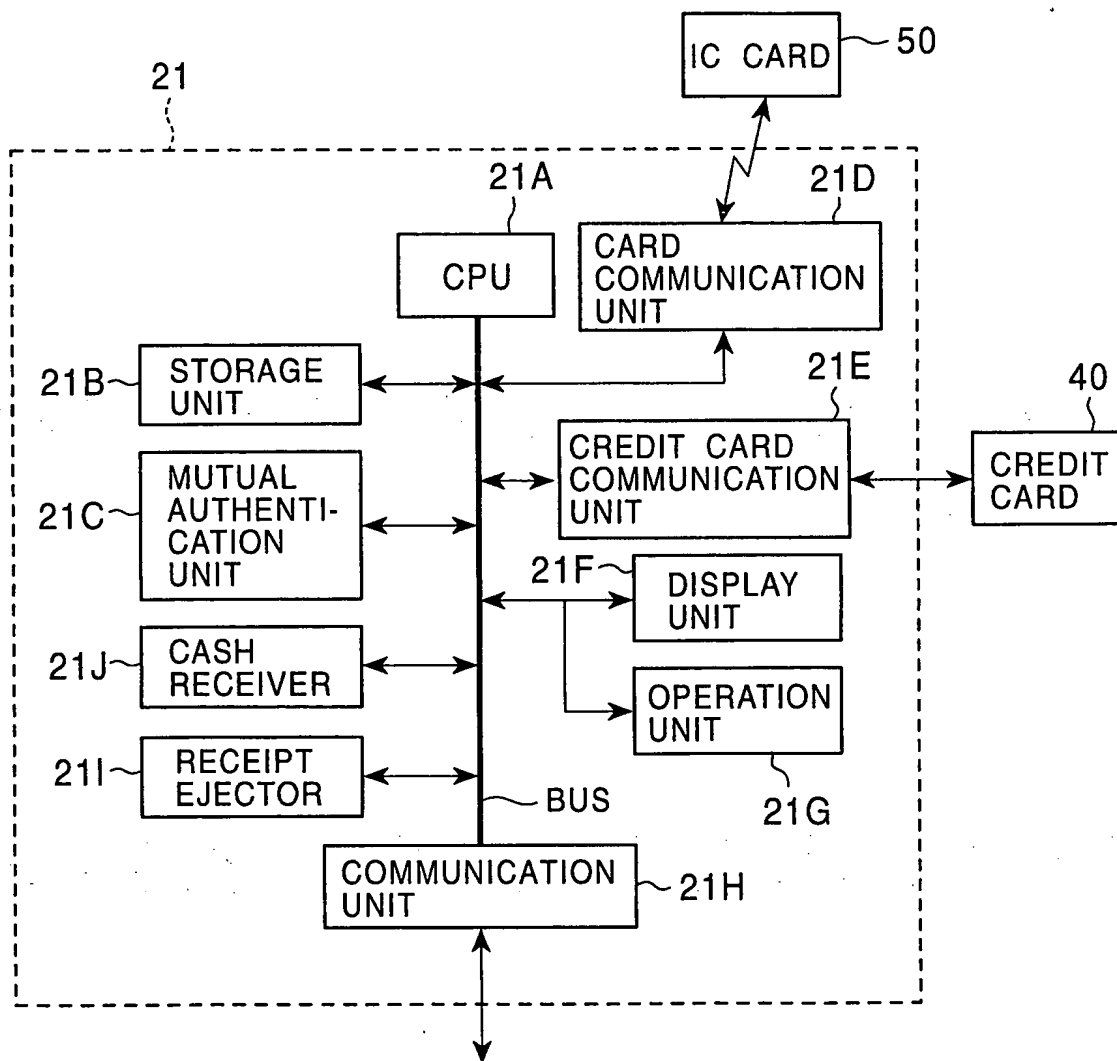 IC CARD
50
21
21A
21D
CPU
CARD
COMMUNICATION
UNIT
21B
STORAGE
UNIT
21E
40
21C
MUTUAL
AUTHENTI-
CATION
UNIT
CREDIT CARD
COMMUNICATION
UNIT
CREDIT
CARD
21F
DISPLAY
UNIT
21J
CASH
RECEIVER
OPERATION
UNIT
21I
RECEIPT
EJECTOR
BUS
21G
COMMUNICATION
UNIT
21H